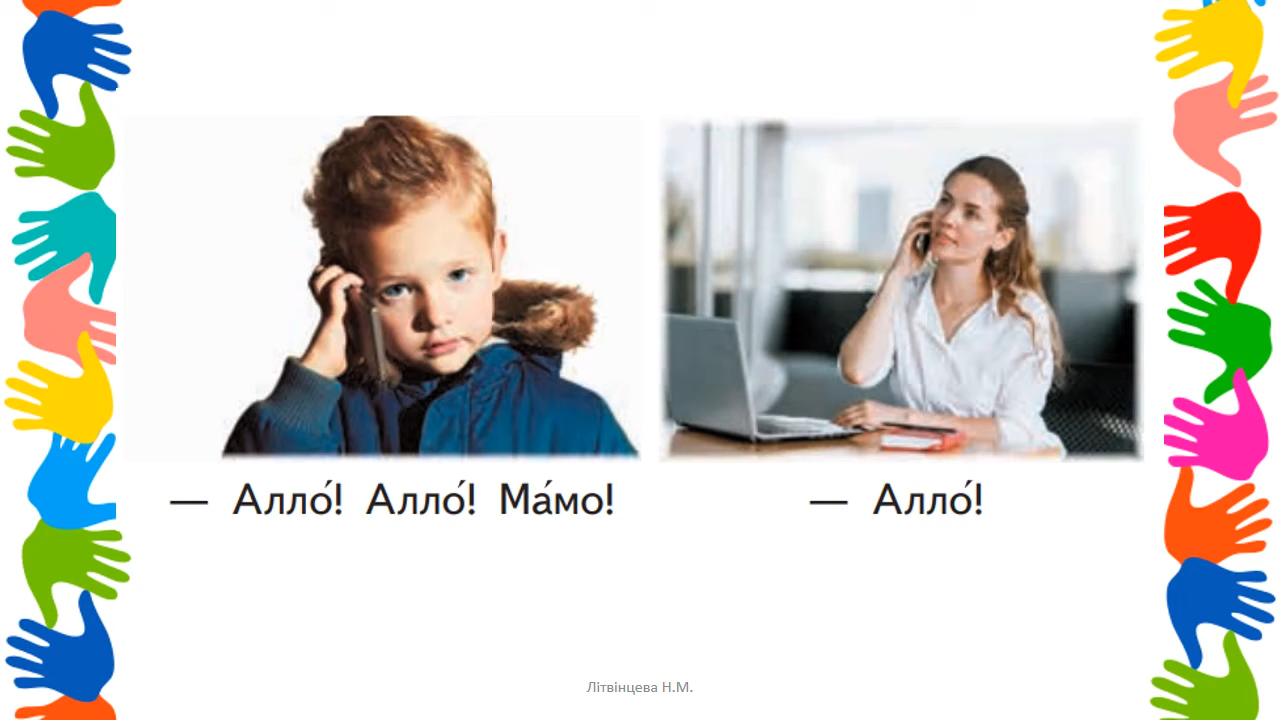 — Алло́! Алло́! Ма́мо!
— Алло́!
Літвінцева Н.М.